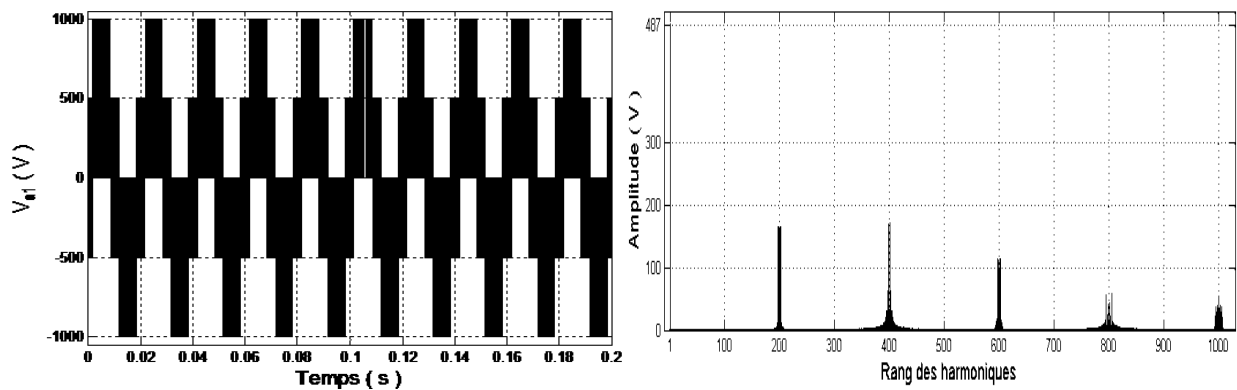 1000
500
0
-500
-1000
V_a1 ( V )
0 0.02 0.04 0.06 0.08 0.1 0.12 0.14 0.16 0.18 0.2
Temps ( s )
487
300
200
100
0
Amplitude ( V )
1 100 200 300 400 500 600 700 800 900 1000
Rang des harmoniques